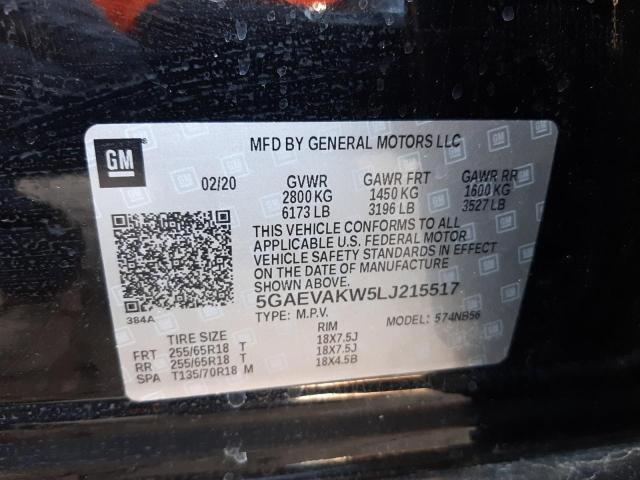 GM
MFD BY GENERAL MOTORS LLC
02/20 GVWR GAWR FRT GAWR RR
2800 KG 1450 KG 1600 KG
6173 LB 3196 LB 3527 LB
THIS VEHICLE CONFORMS TO ALL
APPLICABLE U.S. FEDERAL MOTOR
VEHICLE SAFETY STANDARDS IN EFFECT
ON THE DATE OF MANUFACTURE
SHOWN ABOVE.
384A 5GAEVAKW5LJ215517
TYPE: M.P.V. MODEL: 574NB56
TIRE SIZE RIM
FRT 255/65R18 T 18X7.5J
RR 255/65R18 T 18X7.5J
SPA T135/70R18 M 18X4.5B